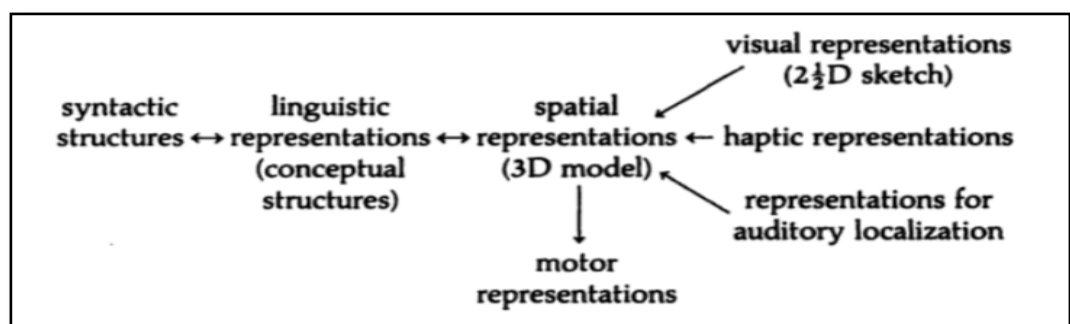 visual representations
(2½D sketch)
syntactic linguistic spatial
structures ↔ representations ↔ representations ← haptic representations
(conceptual (3D model)
structures) representations for
auditory localization
motor
representations